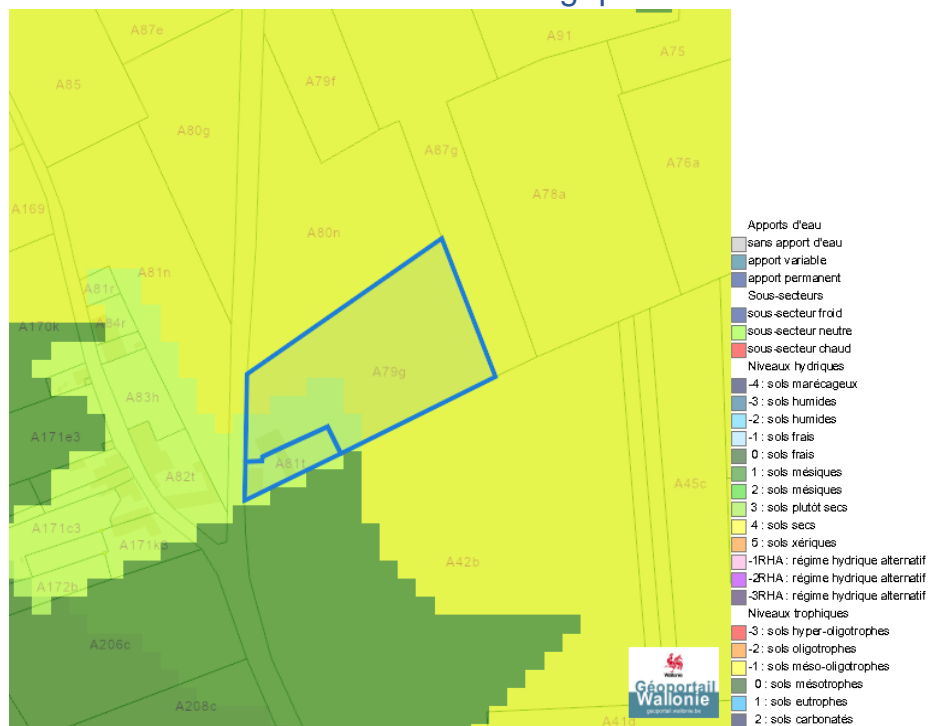 A87e
A91
A75
A85
A79f
A80g
A87g
A76a
A78a
A169
A80n
A81n
A81r
A170k
A84r
A79g
A83h
A171e3
A82t
A81t
A45c
A171c3
A171k3
A42b
A172b
A206c
A208c
A41d
Wallonie
Géoportail
Wallonie
geoportail.wallonie.be
Apports d'eau
sans apport d'eau
apport variable
apport permanent
Sous-secteurs
sous-secteur froid
sous-secteur neutre
sous-secteur chaud
Niveaux hydriques
-4 : sols marécageux
-3 : sols humides
-2 : sols humides
-1 : sols frais
0 : sols frais
1 : sols mésiques
2 : sols mésiques
3 : sols plutôt secs
4 : sols secs
5 : sols xériques
-1RHA : régime hydrique alternatif
-2RHA : régime hydrique alternatif
-3RHA : régime hydrique alternatif
Niveaux trophiques
-3 : sols hyper-oligotrophes
-2 : sols oligotrophes
-1 : sols méso-oligotrophes
0 : sols mésotrophes
1 : sols eutrophes
2 : sols carbonatés